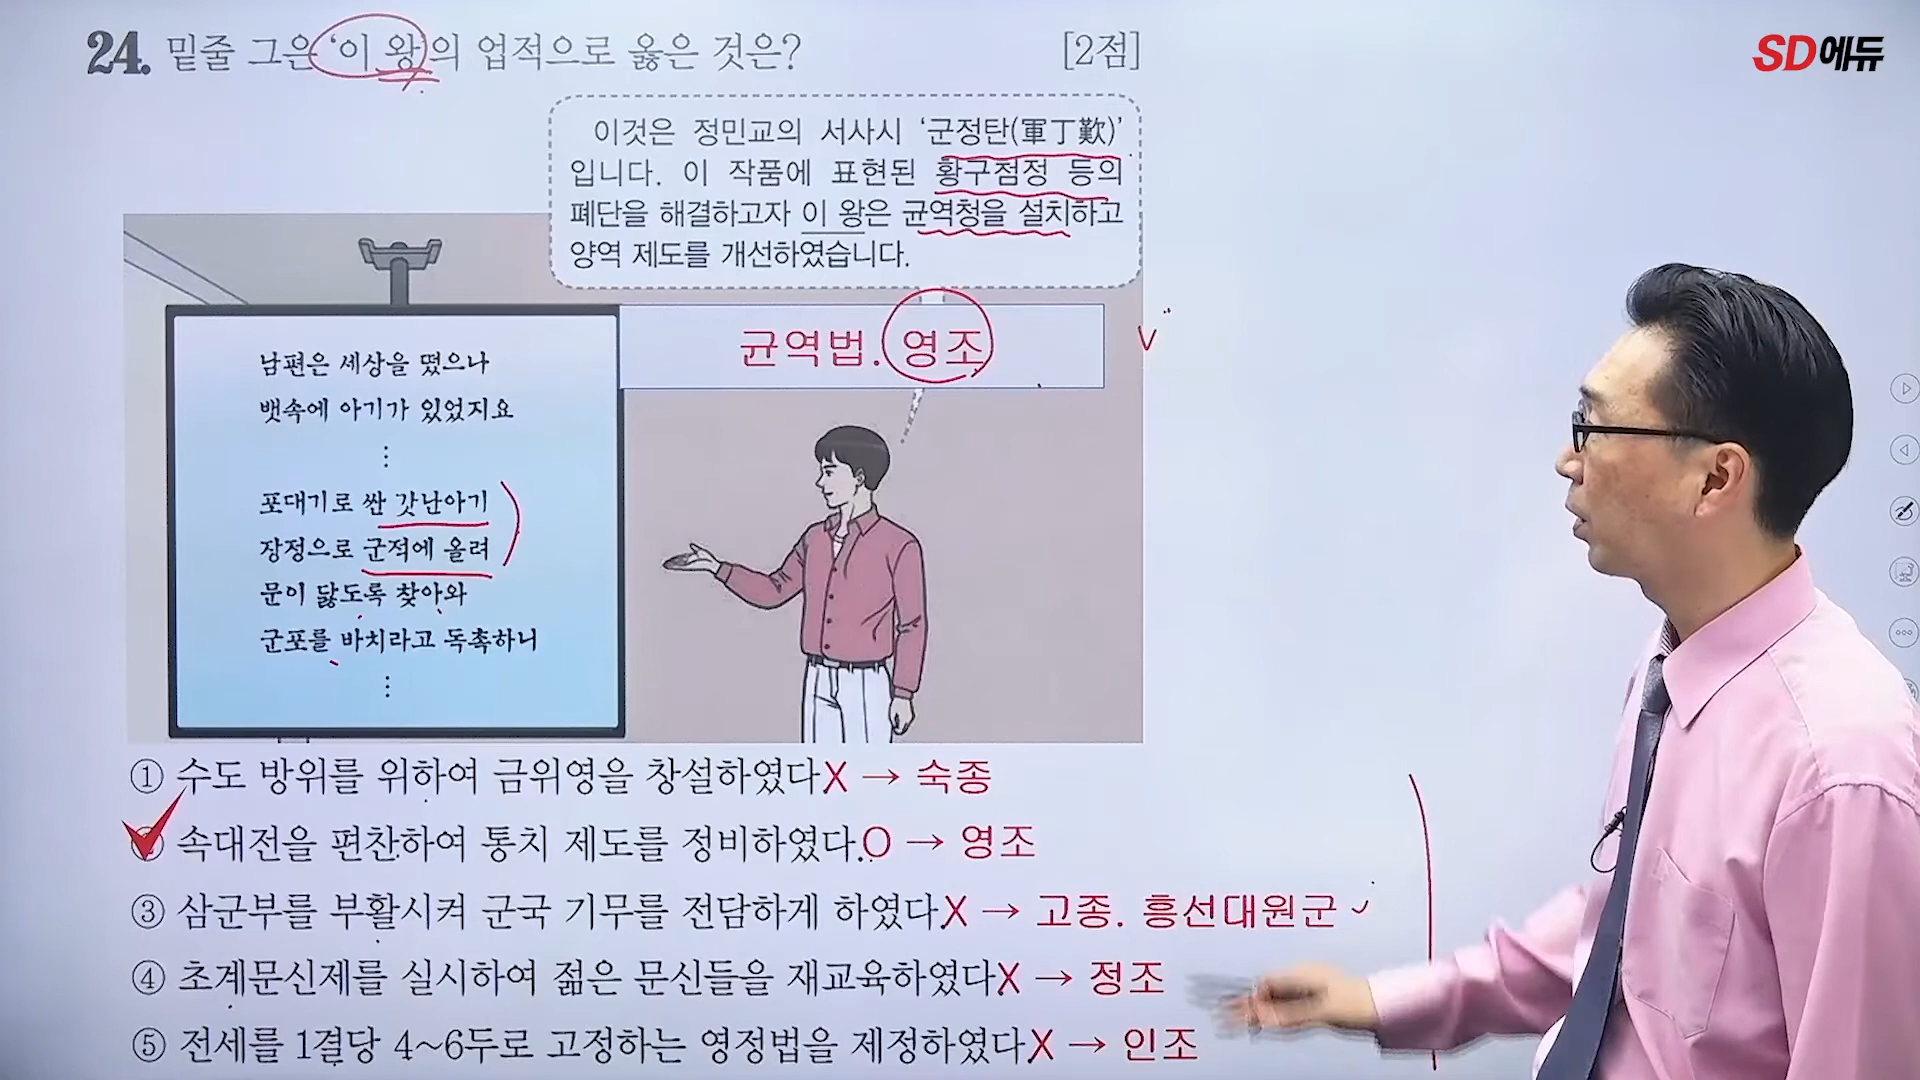 24. 밑줄 그은 '이 왕'의 업적으로 옳은 것은? [2점]
SD에듀
이것은 정민교의 서사시 '군정탄(軍丁歎)'
입니다. 이 작품에 표현된 황구첨정 등의
폐단을 해결하고자 이 왕은 균역청을 설치하고
양역 제도를 개선하였습니다.
균역법. 영조
남편은 세상을 떴으나
뱃속에 아기가 있었지요
⋮
포대기로 싼 갓난아기
장정으로 군적에 올려
문이 닳도록 찾아와
군포를 바치라고 독촉하니
⋮
① 수도 방위를 위하여 금위영을 창설하였다X → 숙종
② 속대전을 편찬하여 통치 제도를 정비하였다.O → 영조
③ 삼군부를 부활시켜 군국 기무를 전담하게 하였다.X → 고종. 흥선대원군
④ 초계문신제를 실시하여 젊은 문신들을 재교육하였다.X → 정조
⑤ 전세를 1결당 4~6두로 고정하는 영정법을 제정하였다.X → 인조